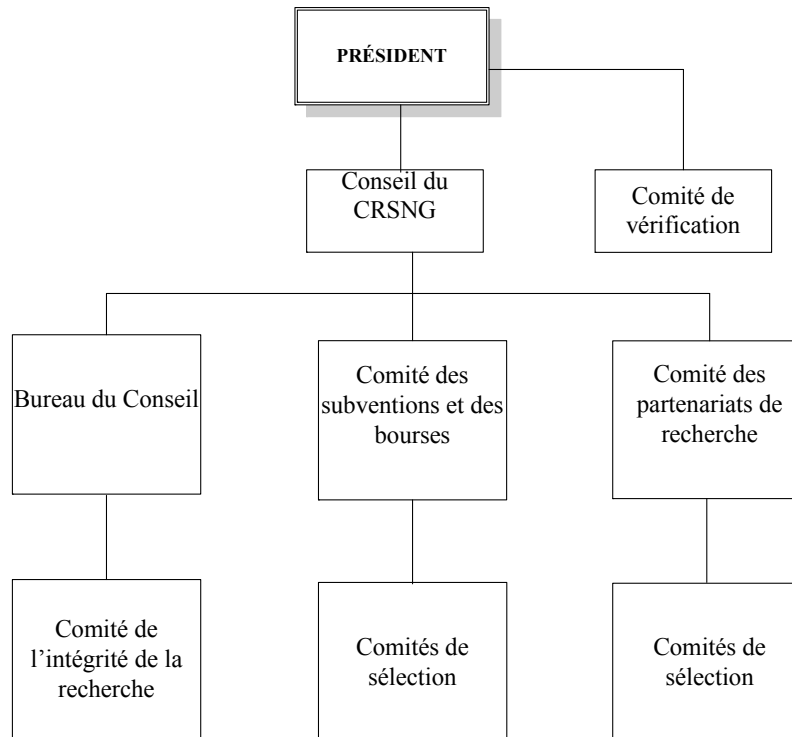 PRÉSIDENT
Conseil du
CRSNG
Comité de
vérification
Bureau du Conseil
Comité des
subventions et des
bourses
Comité des
partenariats de
recherche
Comité de
l’intégrité de la
recherche
Comités de
sélection
Comités de
sélection